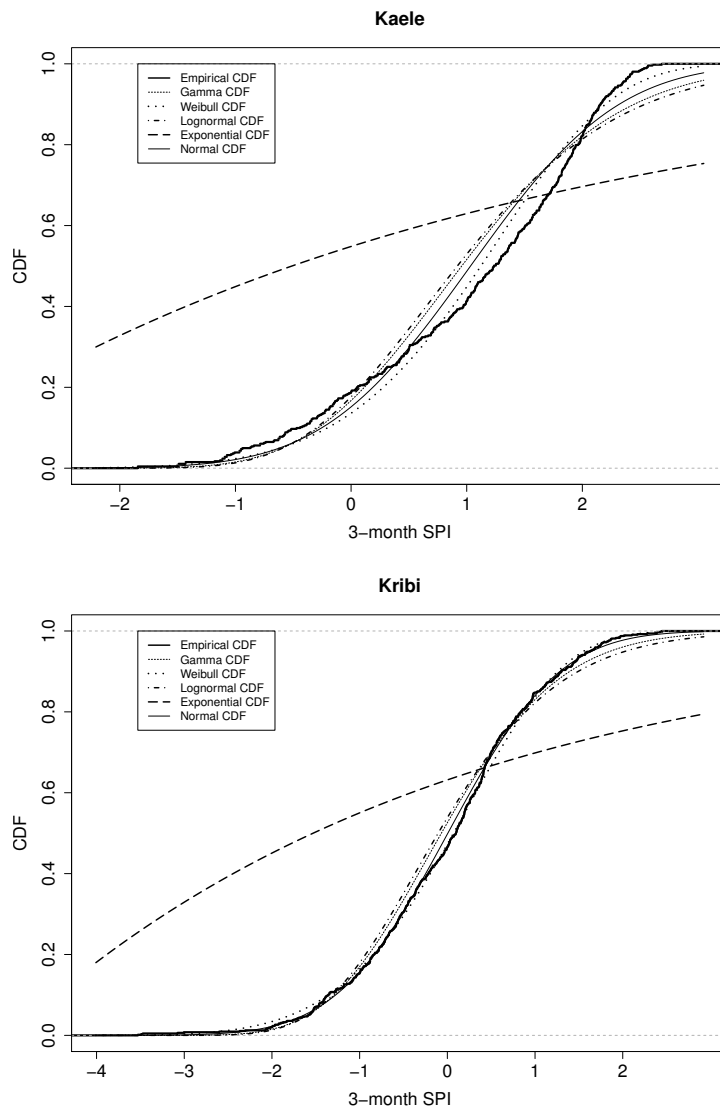 Kaele
1.0
0.8
0.6
0.4
0.2
0.0
CDF
Empirical CDF
Gamma CDF
Weibull CDF
Lognormal CDF
Exponential CDF
Normal CDF
−2 −1 0 1 2
3−month SPI
Kribi
1.0
0.8
0.6
0.4
0.2
0.0
CDF
Empirical CDF
Gamma CDF
Weibull CDF
Lognormal CDF
Exponential CDF
Normal CDF
−4 −3 −2 −1 0 1 2
3−month SPI